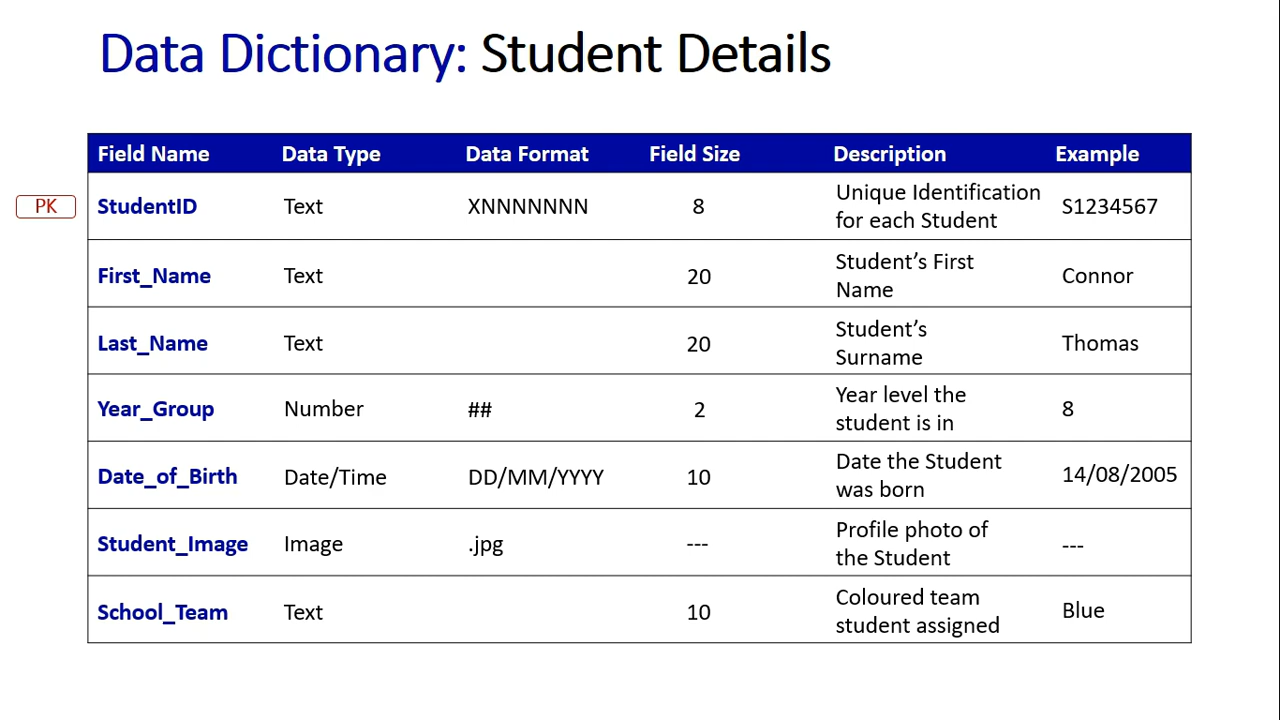 Data Dictionary: Student Details
Field Name Data Type Data Format Field Size Description Example
PK StudentID Text XNNNNNNN 8 Unique Identification S1234567
for each Student
First_Name Text 20 Student’s First Connor
Name
Last_Name Text 20 Student’s Thomas
Surname
Year_Group Number ## 2 Year level the 8
student is in
Date_of_Birth Date/Time DD/MM/YYYY 10 Date the Student 14/08/2005
was born
Student_Image Image .jpg --- Profile photo of ---
the Student
School_Team Text 10 Coloured team Blue
student assigned